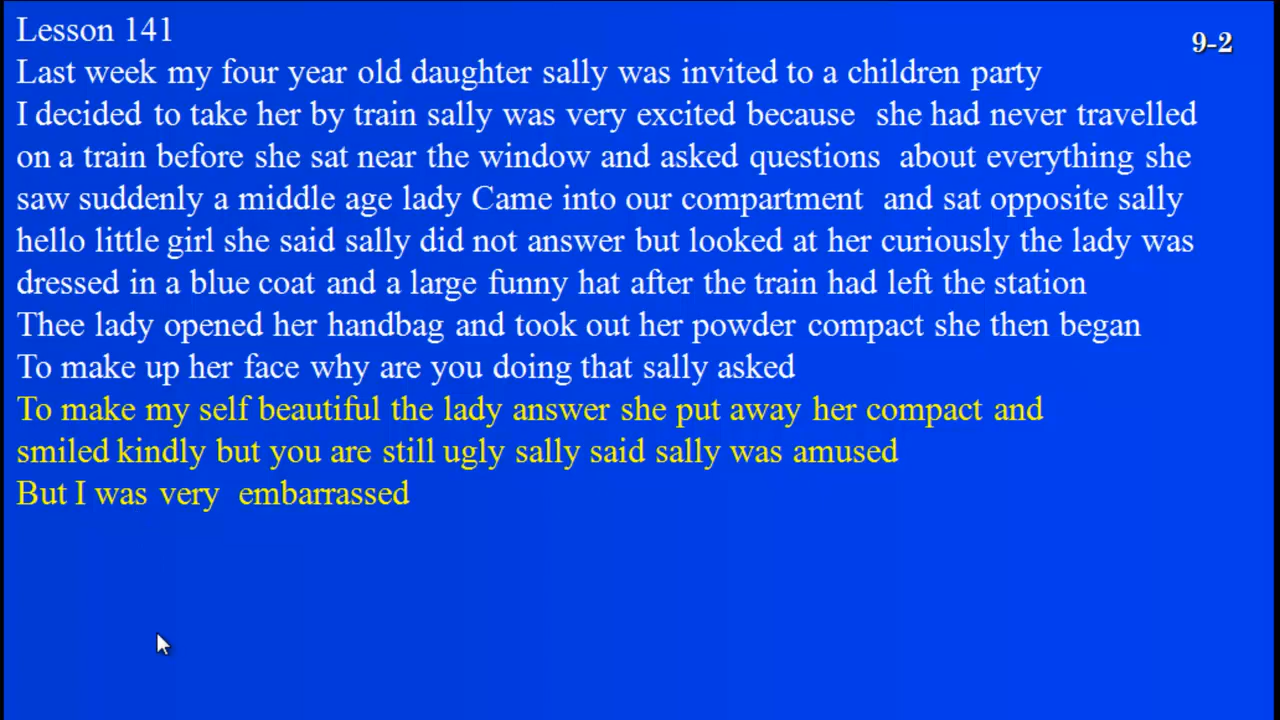 Lesson 141
9-2
Last week my four year old daughter sally was invited to a children party
I decided to take her by train sally was very excited because she had never travelled
on a train before she sat near the window and asked questions about everything she
saw suddenly a middle age lady Came into our compartment and sat opposite sally
hello little girl she said sally did not answer but looked at her curiously the lady was
dressed in a blue coat and a large funny hat after the train had left the station
Thee lady opened her handbag and took out her powder compact she then began
To make up her face why are you doing that sally asked
To make my self beautiful the lady answer she put away her compact and
smiled kindly but you are still ugly sally said sally was amused
But I was very embarrassed